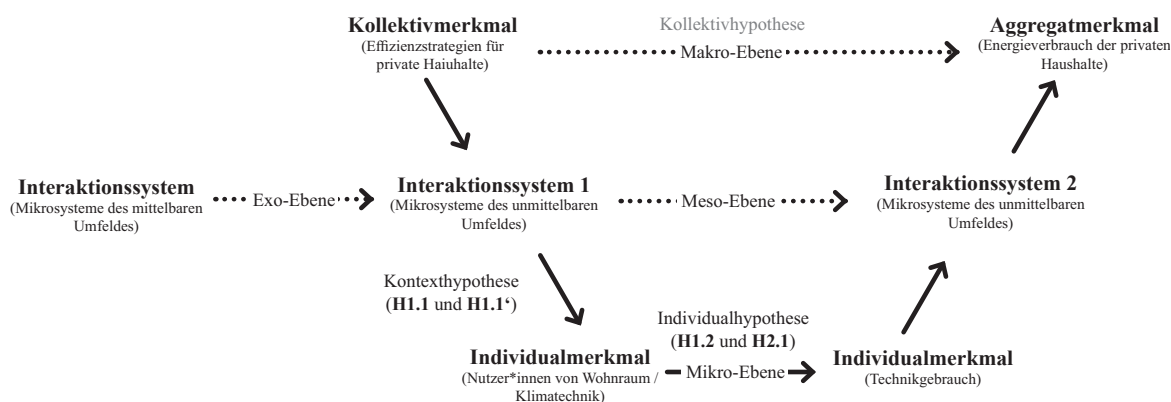 Kollektivmerkmal
(Effizienzstrategien für
private Haiuhalte)
Kollektivhypothese
Makro-Ebene
Aggregatmerkmal
(Energieverbrauch der privaten
Haushalte)
Interaktionssystem
(Mikrosysteme des mittelbaren
Umfeldes)
Exo-Ebene
Interaktionssystem 1
(Mikrosysteme des unmittelbaren
Umfeldes)
Meso-Ebene
Interaktionssystem 2
(Mikrosysteme des unmittelbaren
Umfeldes)
Kontexthypothese
(H1.1 und H1.1‘)
Individualhypothese
(H1.2 und H2.1)
Mikro-Ebene
Individualmerkmal
(Nutzer*innen von Wohnraum /
Klimatechnik)
Individualmerkmal
(Technikgebrauch)